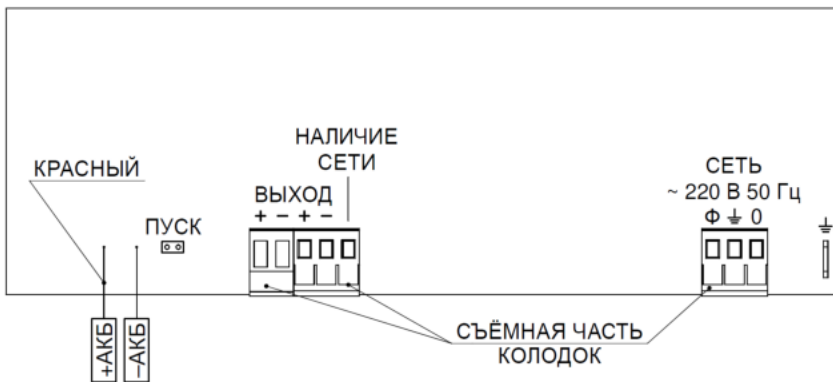 НАЛИЧИЕ
СЕТИ
КРАСНЫЙ
СЕТЬ
~ 220 В 50 Гц
ВЫХОД
+ − + −
Ф ⏚ 0
ПУСК
⏚
СЪЁМНАЯ ЧАСТЬ
КОЛОДОК
+АКБ
−АКБ